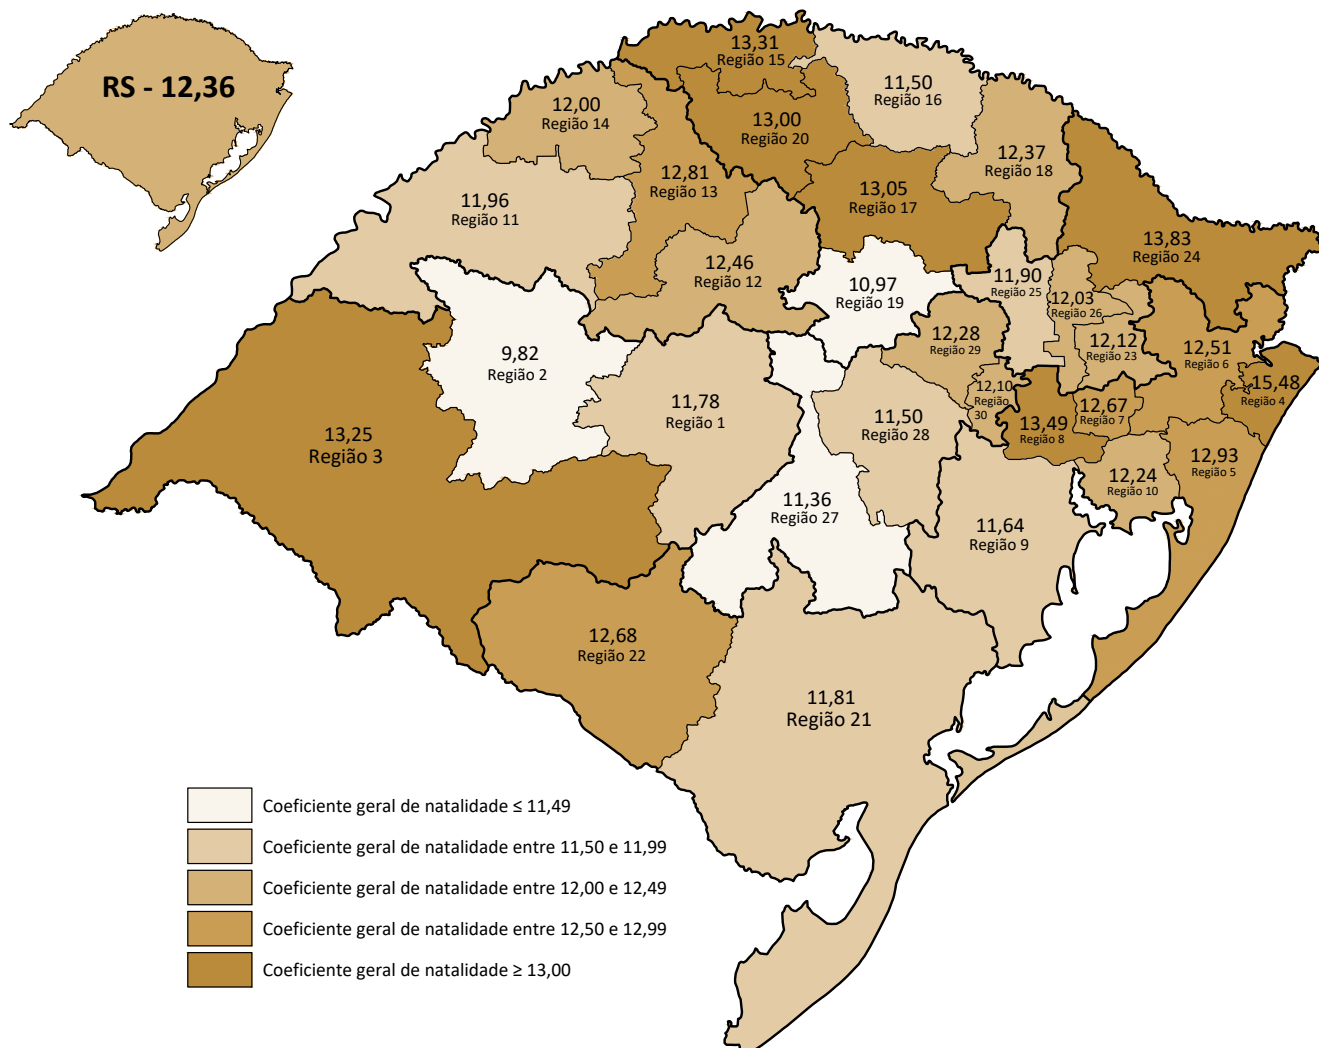 RS - 12,36
13,31
Região 15
11,50
Região 16
12,00
Região 14
13,00
Região 20
12,37
Região 18
12,81
Região 13
13,05
Região 17
11,96
Região 11
13,83
Região 24
12,46
Região 12
10,97
Região 19
11,90
Região 25
12,03
Região 26
9,82
Região 2
12,28
Região 29
12,12
Região 23
12,51
Região 6
12,10
Região
30
15,48
Região 4
11,78
Região 1
11,50
Região 28
13,49
Região 8
12,67
Região 7
13,25
Região 3
12,93
Região 5
12,24
Região 10
11,36
Região 27
11,64
Região 9
12,68
Região 22
11,81
Região 21
Coeficiente geral de natalidade ≤ 11,49
Coeficiente geral de natalidade entre 11,50 e 11,99
Coeficiente geral de natalidade entre 12,00 e 12,49
Coeficiente geral de natalidade entre 12,50 e 12,99
Coeficiente geral de natalidade ≥ 13,00